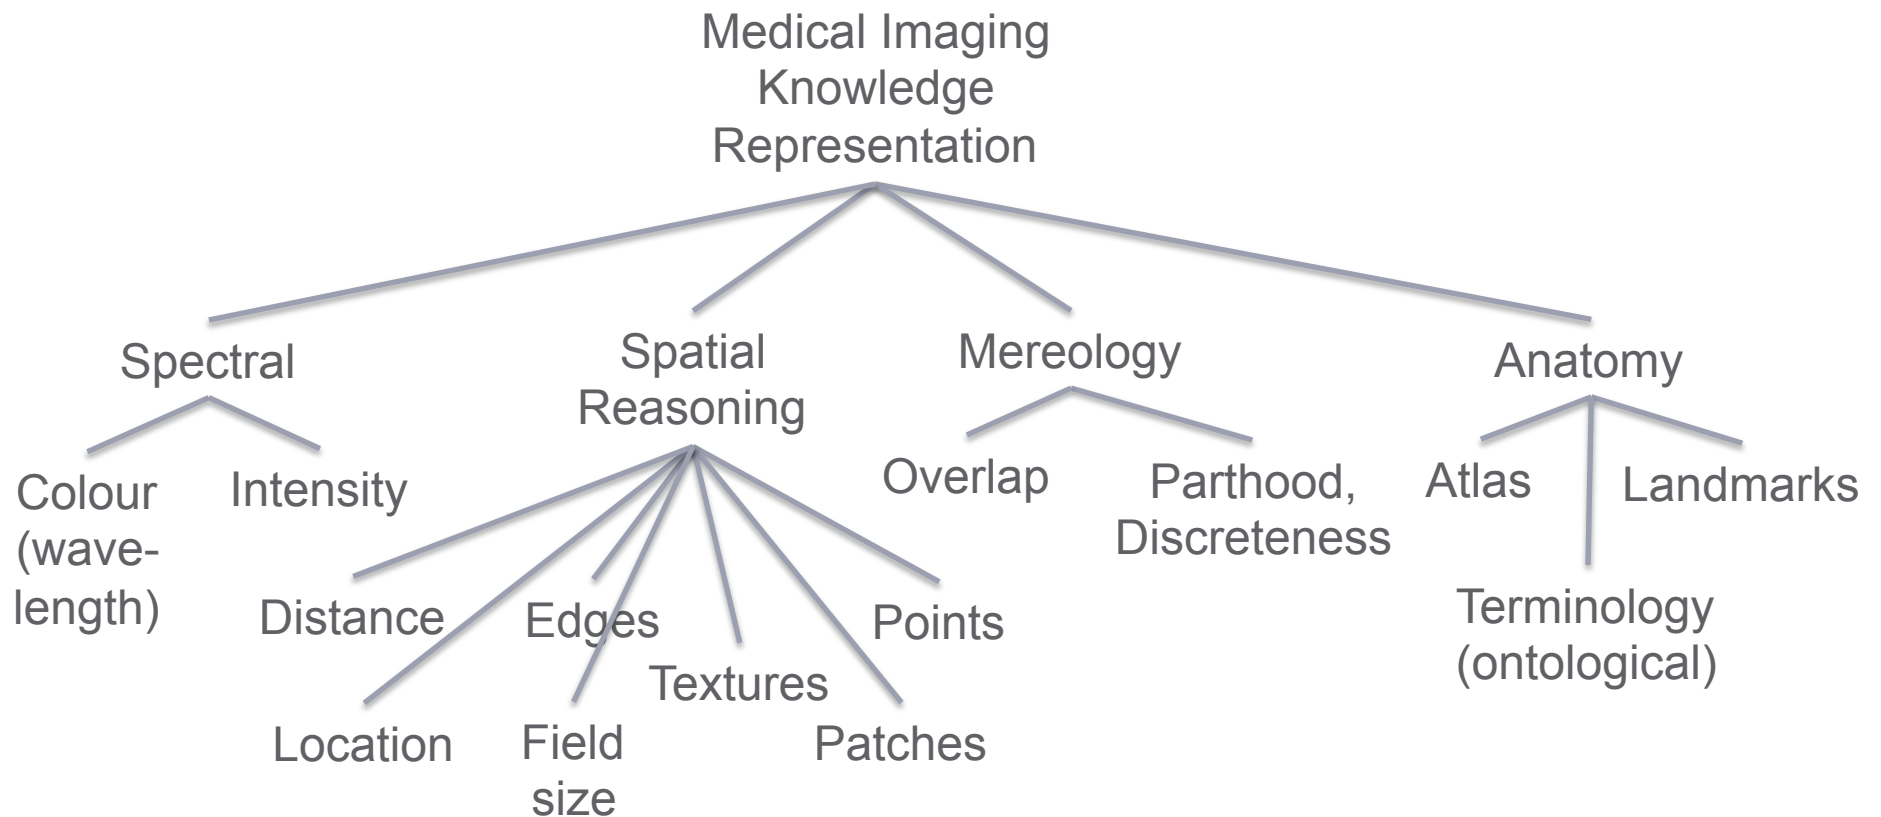 Medical Imaging
Knowledge
Representation
Spectral
Spatial
Reasoning
Mereology
Anatomy
Colour
(wave-
length)
Intensity
Overlap
Parthood,
Discreteness
Atlas
Landmarks
Distance
Edges
Points
Textures
Terminology
(ontological)
Location
Field
size
Patches